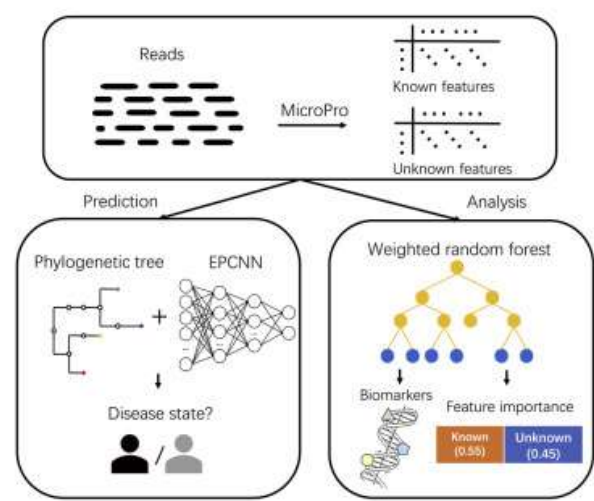 Reads
MicroPro
Known features
Unknown features
Prediction
Analysis
Phylogenetic tree
EPCNN
+
Disease state?
/
Weighted random forest
Biomarkers
Feature importance
Known
(0.55)
Unknown
(0.45)